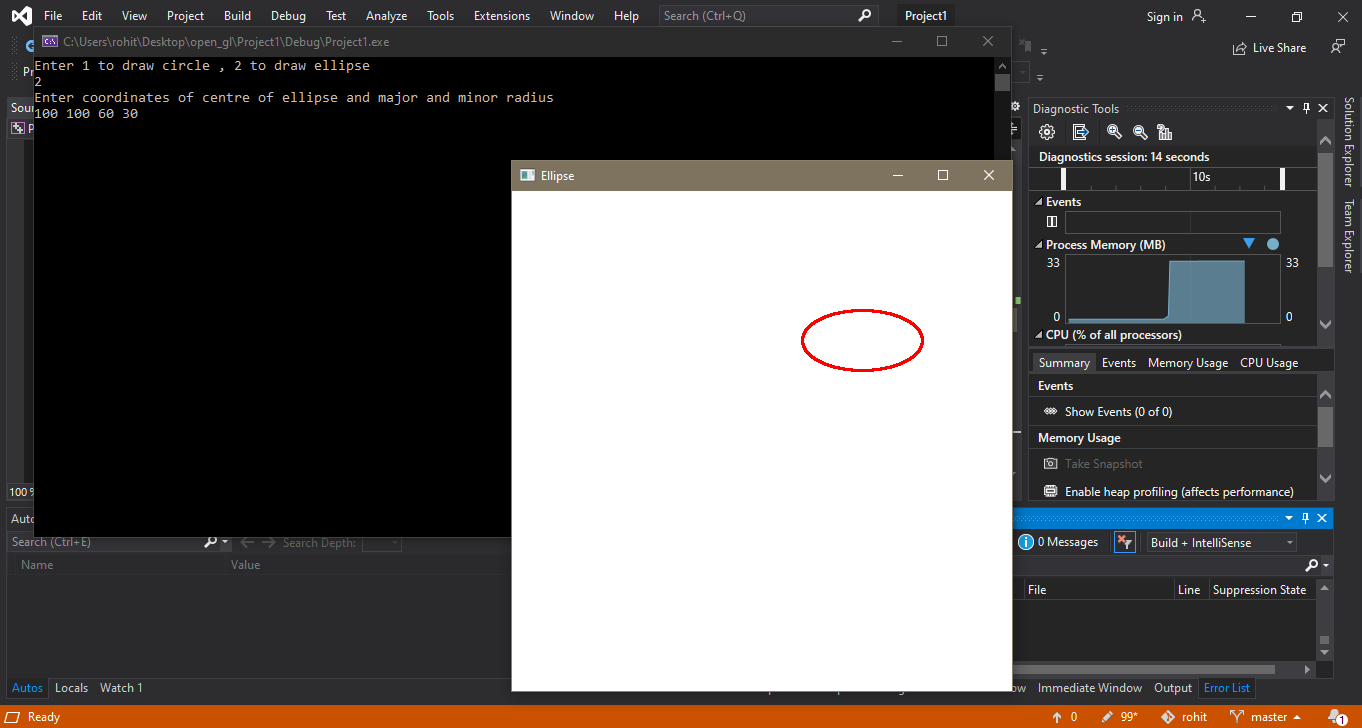 File Edit View Project Build Debug Test Analyze Tools Extensions Window Help Search (Ctrl+Q) Project1 Sign in
C:\Users\rohit\Desktop\open_gl\Project1\Debug\Project1.exe
Live Share
Enter 1 to draw circle , 2 to draw ellipse
2
Enter coordinates of centre of ellipse and major and minor radius
100 100 60 30
Ellipse
Diagnostic Tools
Diagnostics session: 14 seconds
10s
Events
Process Memory (MB)
33 33
0 0
CPU (% of all processors)
Summary Events Memory Usage CPU Usage
Events
Show Events (0 of 0)
Memory Usage
Take Snapshot
Enable heap profiling (affects performance)
Solution Explorer
Team Explorer
100 %
Search (Ctrl+E) Search Depth:
Name Value
0 Messages Build + IntelliSense
File Line Suppression State
Autos Locals Watch 1
Immediate Window Output Error List
Ready 0 99* rohit master 1